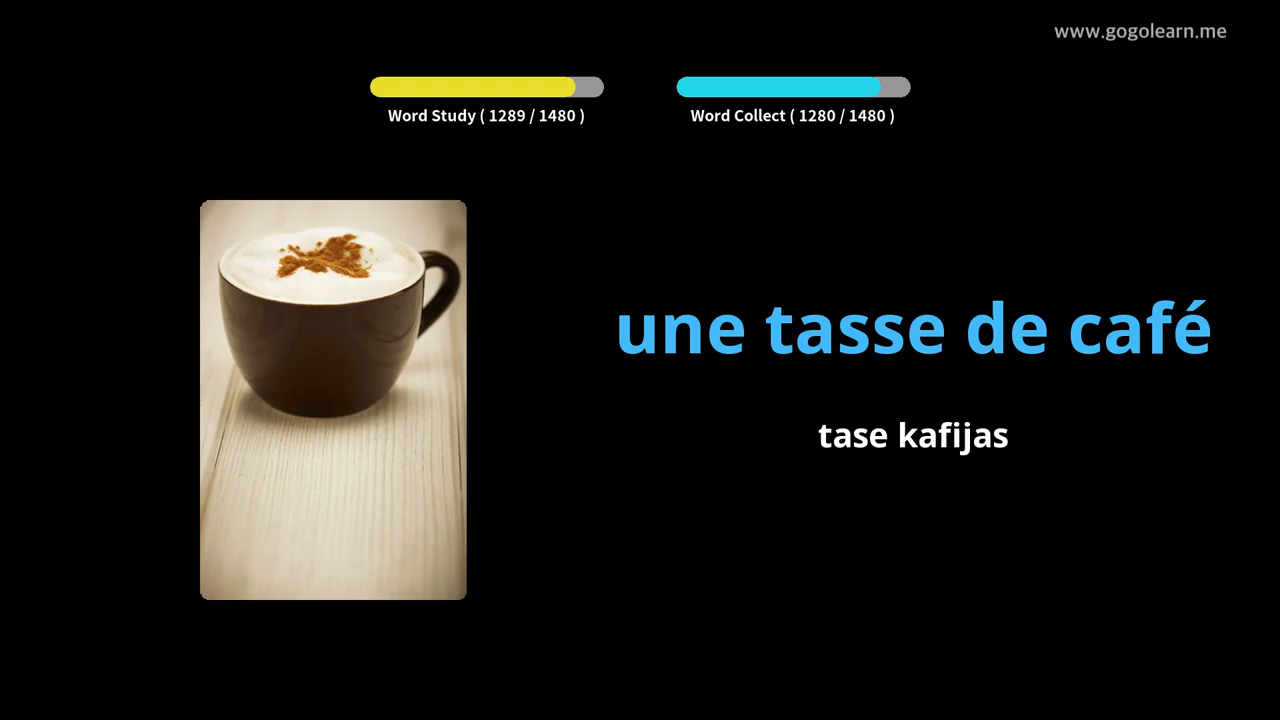 www.gogolearn.me
Word Study ( 1289 / 1480 )
Word Collect ( 1280 / 1480 )
une tasse de café
tase kafijas